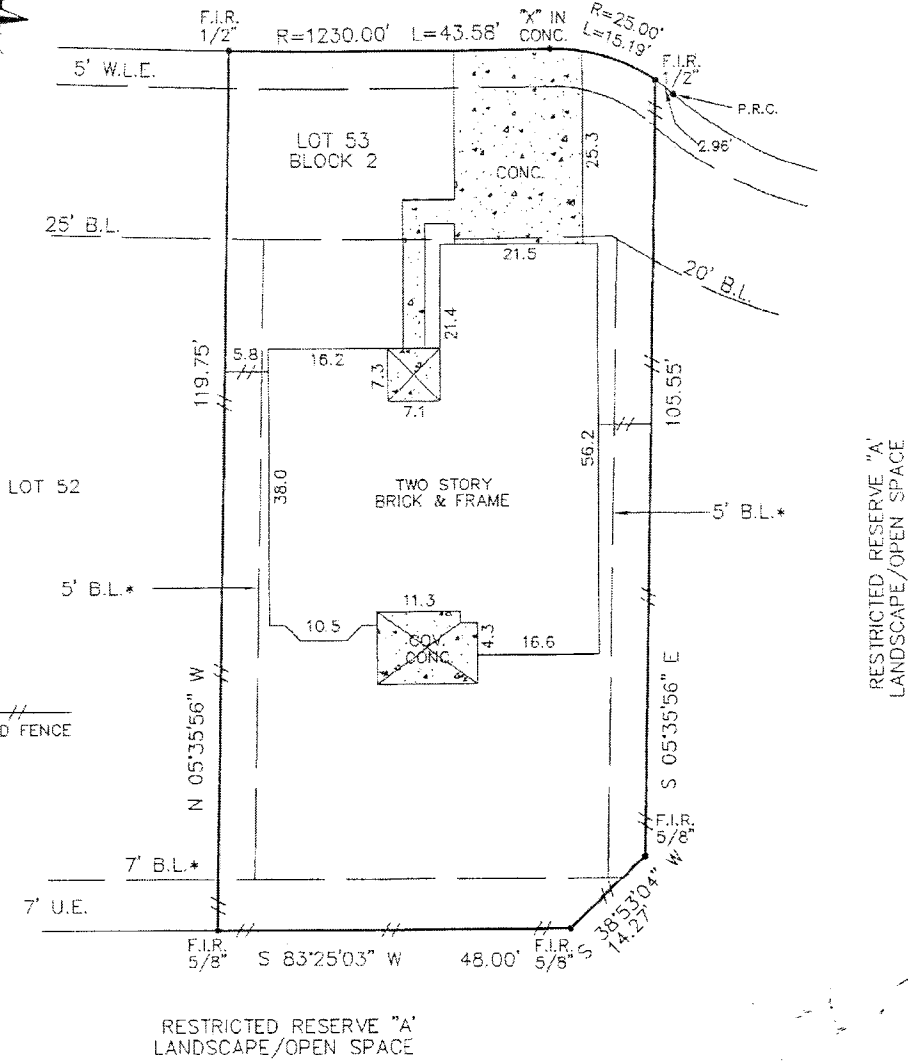 F.I.R.
1/2"
R=1230.00' L=43.58'
"X" IN
CONC.
R=25.00'
L=15.19'
F.I.R.
1/2"
P.R.C.
2.96'
5' W.L.E.
LOT 53
BLOCK 2
CONC.
25.3
25' B.L.
21.5
20' B.L.
21.4
119.75'
5.8
16.2
7.3
7.1
105.55'
56.2
38.0
LOT 52
TWO STORY
BRICK & FRAME
5' B.L.*
RESTRICTED RESERVE "A'
LANDSCAPE/OPEN SPACE
5' B.L.*
11.3
10.5
COV.
CONC.
4.3
16.6
D FENCE
N 05°35'56" W
S 05°35'56" E
F.I.R.
5/8"
7' B.L.*
7' U.E.
S 38°53'04" W
14.27'
F.I.R.
5/8"
S 83°25'03" W 48.00'
F.I.R.
5/8"
RESTRICTED RESERVE "A'
LANDSCAPE/OPEN SPACE